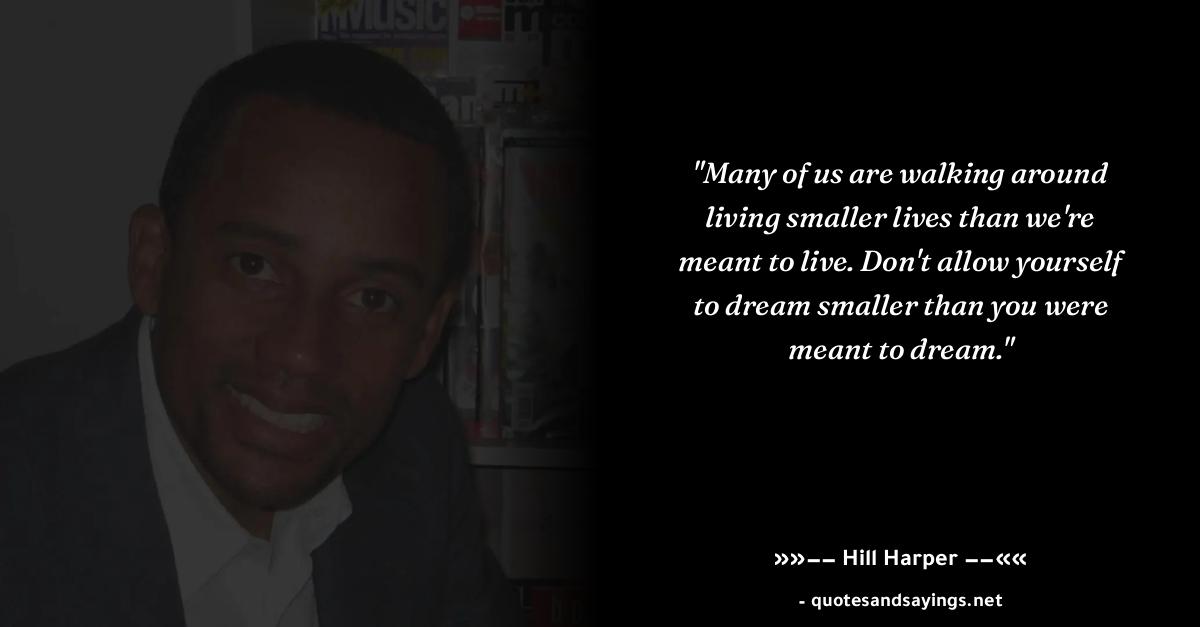 MUSIC
"Many of us are walking around
living smaller lives than we're
meant to live. Don't allow yourself
to dream smaller than you were
meant to dream."
»»–– Hill Harper ––««
- quotesandsayings.net